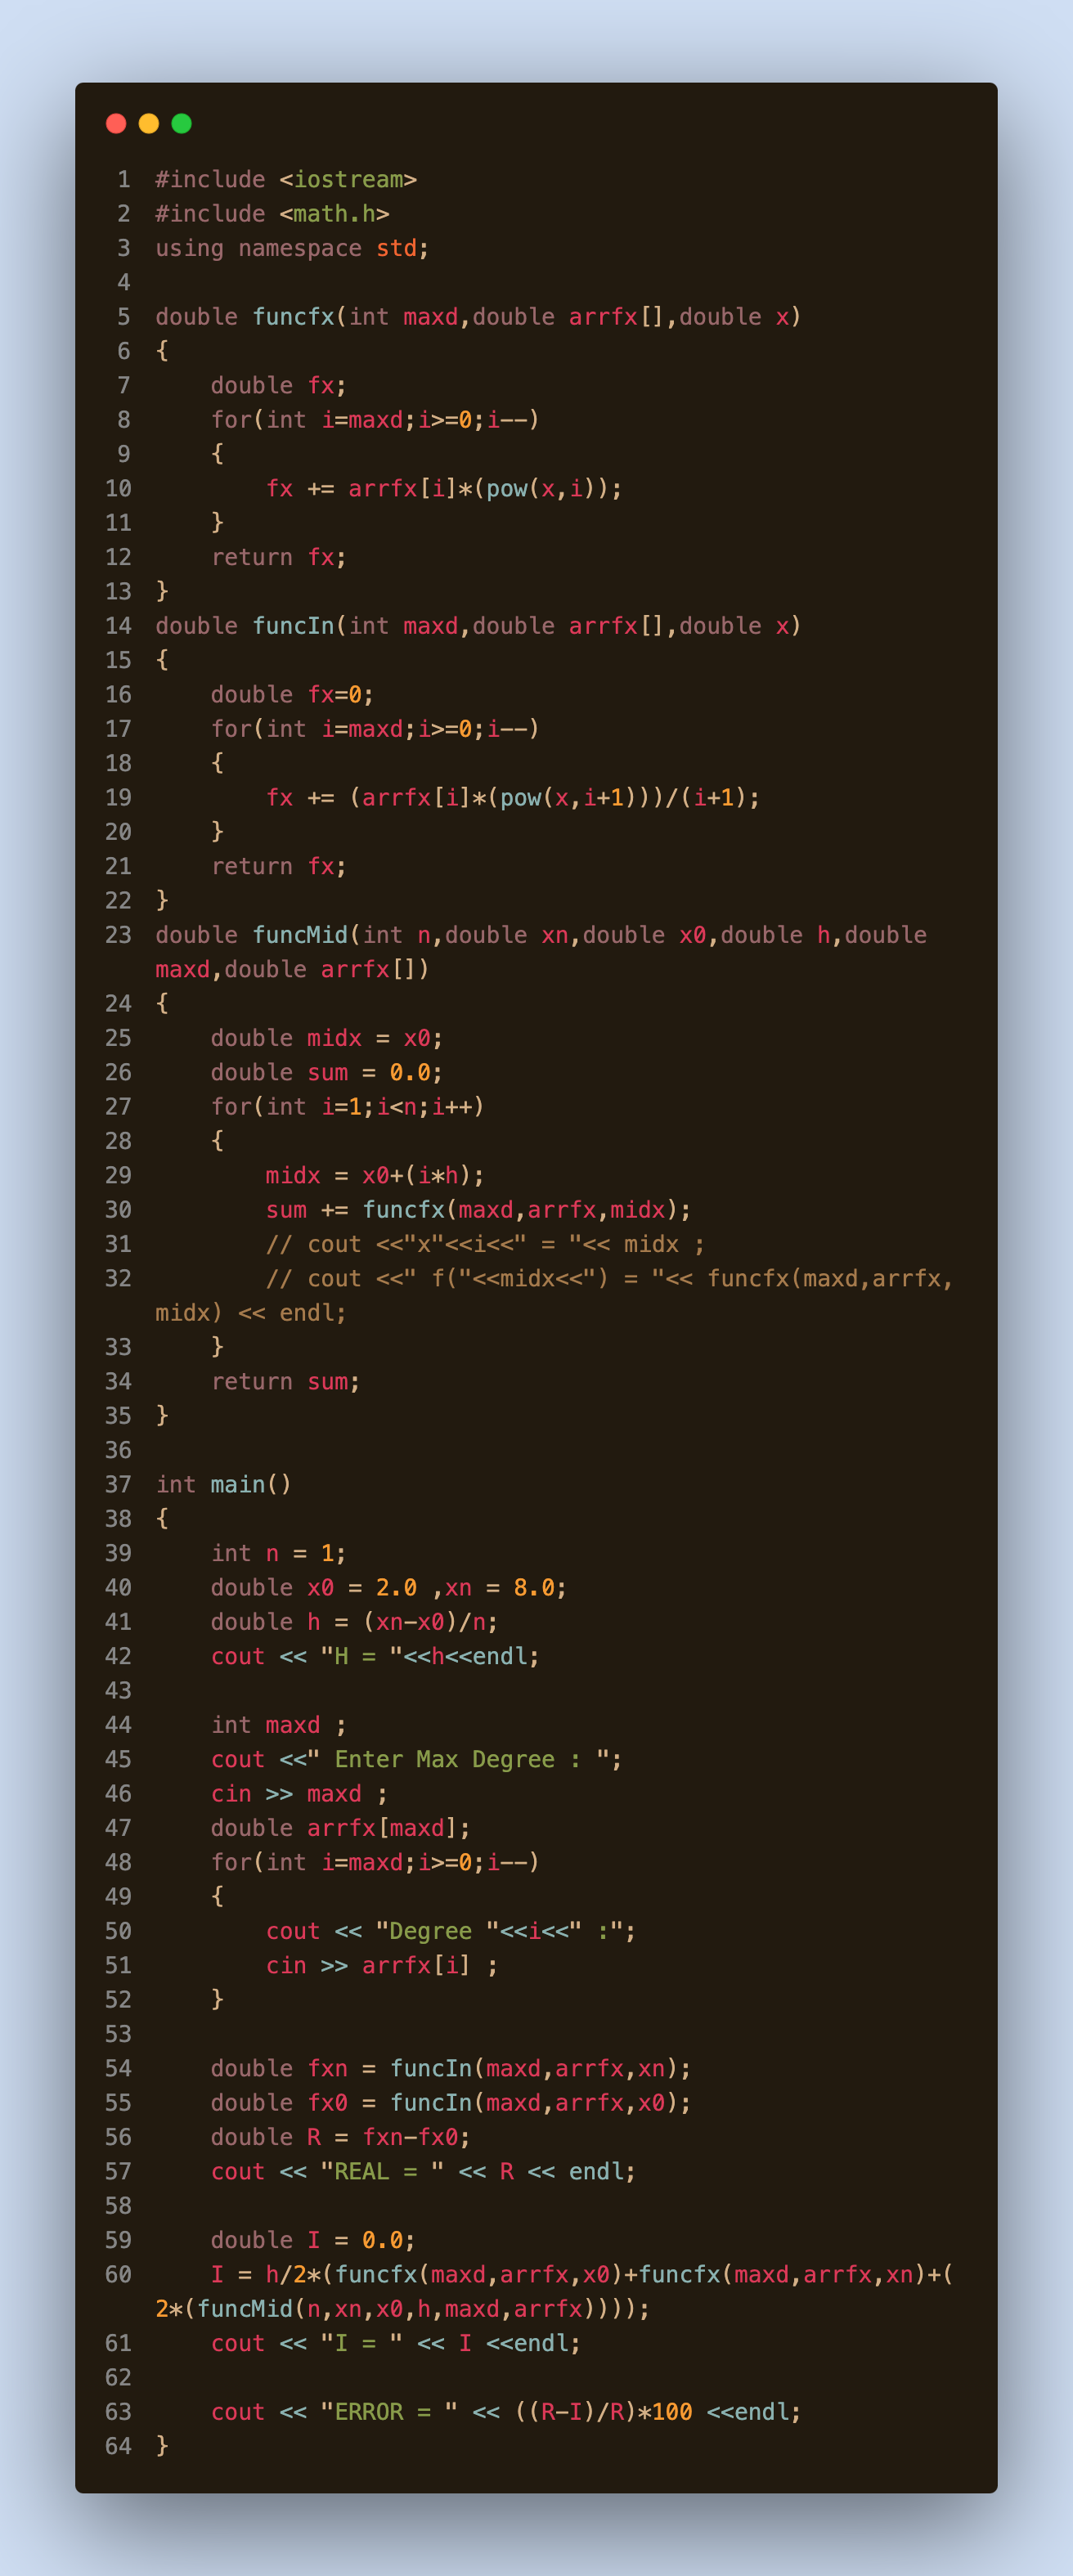 1 #include <iostream>
2 #include <math.h>
3 using namespace std;
4
5 double funcfx(int maxd,double arrfx[],double x)
6 {
7     double fx;
8     for(int i=maxd;i>=0;i--)
9     {
10         fx += arrfx[i]*(pow(x,i));
11     }
12     return fx;
13 }
14 double funcIn(int maxd,double arrfx[],double x)
15 {
16     double fx=0;
17     for(int i=maxd;i>=0;i--)
18     {
19         fx += (arrfx[i]*(pow(x,i+1)))/(i+1);
20     }
21     return fx;
22 }
23 double funcMid(int n,double xn,double x0,double h,double
maxd,double arrfx[])
24 {
25     double midx = x0;
26     double sum = 0.0;
27     for(int i=1;i<n;i++)
28     {
29         midx = x0+(i*h);
30         sum += funcfx(maxd,arrfx,midx);
31         // cout <<"x"<<i<<" = "<< midx ;
32         // cout <<" f("<<midx<<") = "<< funcfx(maxd,arrfx,
midx) << endl;
33     }
34     return sum;
35 }
36
37 int main()
38 {
39     int n = 1;
40     double x0 = 2.0 ,xn = 8.0;
41     double h = (xn-x0)/n;
42     cout << "H = "<<h<<endl;
43
44     int maxd ;
45     cout <<" Enter Max Degree : ";
46     cin >> maxd ;
47     double arrfx[maxd];
48     for(int i=maxd;i>=0;i--)
49     {
50         cout << "Degree "<<i<<" :";
51         cin >> arrfx[i] ;
52     }
53
54     double fxn = funcIn(maxd,arrfx,xn);
55     double fx0 = funcIn(maxd,arrfx,x0);
56     double R = fxn-fx0;
57     cout << "REAL = " << R << endl;
58
59     double I = 0.0;
60     I = h/2*(funcfx(maxd,arrfx,x0)+funcfx(maxd,arrfx,xn)+(
2*(funcMid(n,xn,x0,h,maxd,arrfx))));
61     cout << "I = " << I <<endl;
62
63     cout << "ERROR = " << ((R-I)/R)*100 <<endl;
64 }